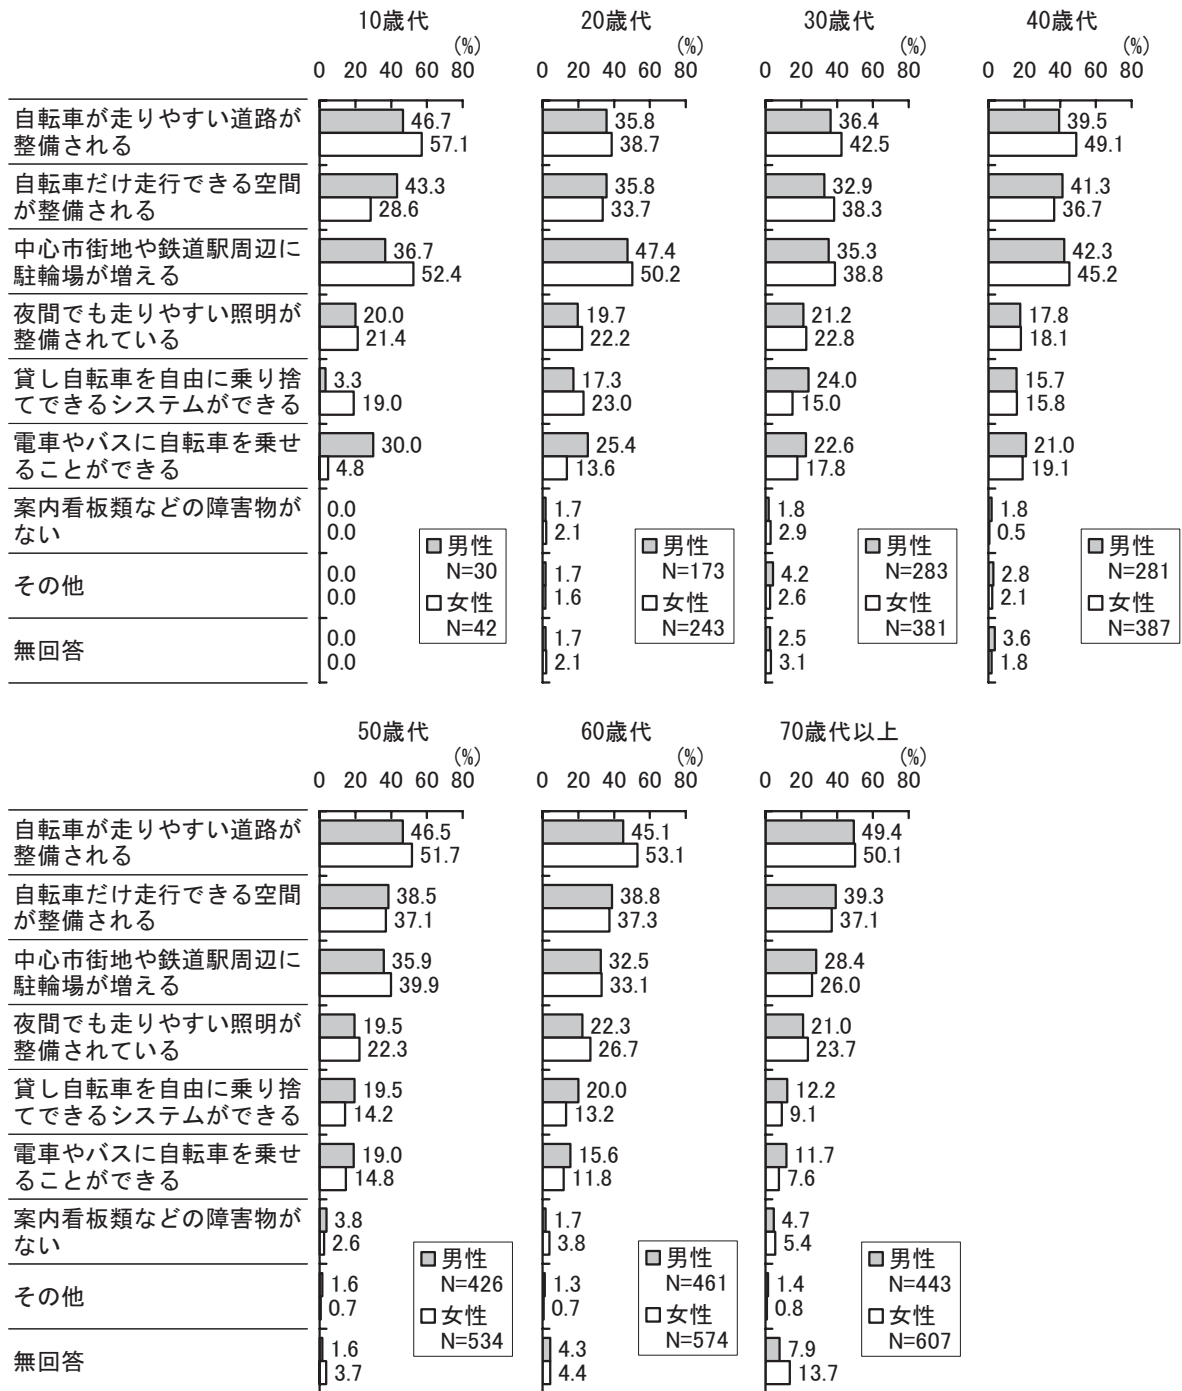 10歳代
20歳代
30歳代
40歳代
(%)
(%)
(%)
(%)
0 20 40 60 80
0 20 40 60 80
0 20 40 60 80
0 20 40 60 80
自転車が走りやすい道路が
整備される
46.7
57.1
35.8
38.7
36.4
42.5
39.5
49.1
自転車だけ走行できる空間
が整備される
43.3
28.6
35.8
33.7
32.9
38.3
41.3
36.7
中心市街地や鉄道駅周辺に
駐輪場が増える
36.7
52.4
47.4
50.2
35.3
38.8
42.3
45.2
夜間でも走りやすい照明が
整備されている
20.0
21.4
19.7
22.2
21.2
22.8
17.8
18.1
貸し自転車を自由に乗り捨
てできるシステムができる
3.3
19.0
17.3
23.0
24.0
15.0
15.7
15.8
電車やバスに自転車を乗せ
ることができる
30.0
4.8
25.4
13.6
22.6
17.8
21.0
19.1
案内看板類などの障害物が
ない
0.0
0.0
1.7
2.1
1.8
2.9
1.8
0.5
その他
0.0
0.0
1.7
1.6
4.2
2.6
2.8
2.1
無回答
0.0
0.0
1.7
2.1
2.5
3.1
3.6
1.8
男性
N=30
女性
N=42
男性
N=173
女性
N=243
男性
N=283
女性
N=381
男性
N=281
女性
N=387
50歳代
60歳代
70歳代以上
(%)
(%)
(%)
0 20 40 60 80
0 20 40 60 80
0 20 40 60 80
自転車が走りやすい道路が
整備される
46.5
51.7
45.1
53.1
49.4
50.1
自転車だけ走行できる空間
が整備される
38.5
37.1
38.8
37.3
39.3
37.1
中心市街地や鉄道駅周辺に
駐輪場が増える
35.9
39.9
32.5
33.1
28.4
26.0
夜間でも走りやすい照明が
整備されている
19.5
22.3
22.3
26.7
21.0
23.7
貸し自転車を自由に乗り捨
てできるシステムができる
19.5
14.2
20.0
13.2
12.2
9.1
電車やバスに自転車を乗せ
ることができる
19.0
14.8
15.6
11.8
11.7
7.6
案内看板類などの障害物が
ない
3.8
2.6
1.7
3.8
4.7
5.4
その他
1.6
0.7
1.3
0.7
1.4
0.8
無回答
1.6
3.7
4.3
4.4
7.9
13.7
男性
N=426
女性
N=534
男性
N=461
女性
N=574
男性
N=443
女性
N=607